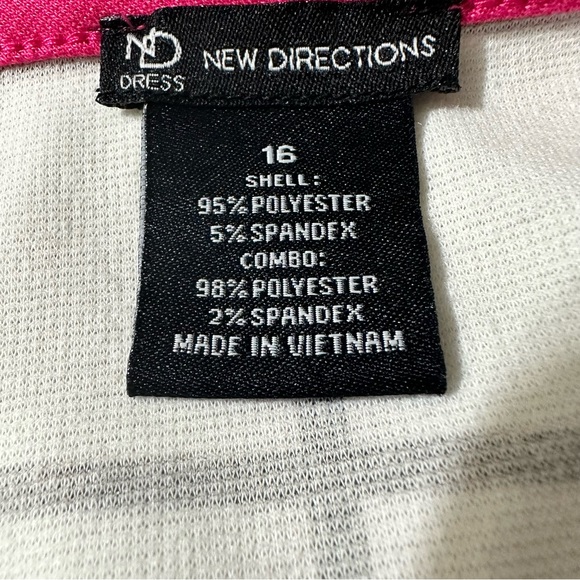 ND
DRESS
NEW DIRECTIONS
16
SHELL:
95% POLYESTER
5% SPANDEX
COMBO:
98% POLYESTER
2% SPANDEX
MADE IN VIETNAM